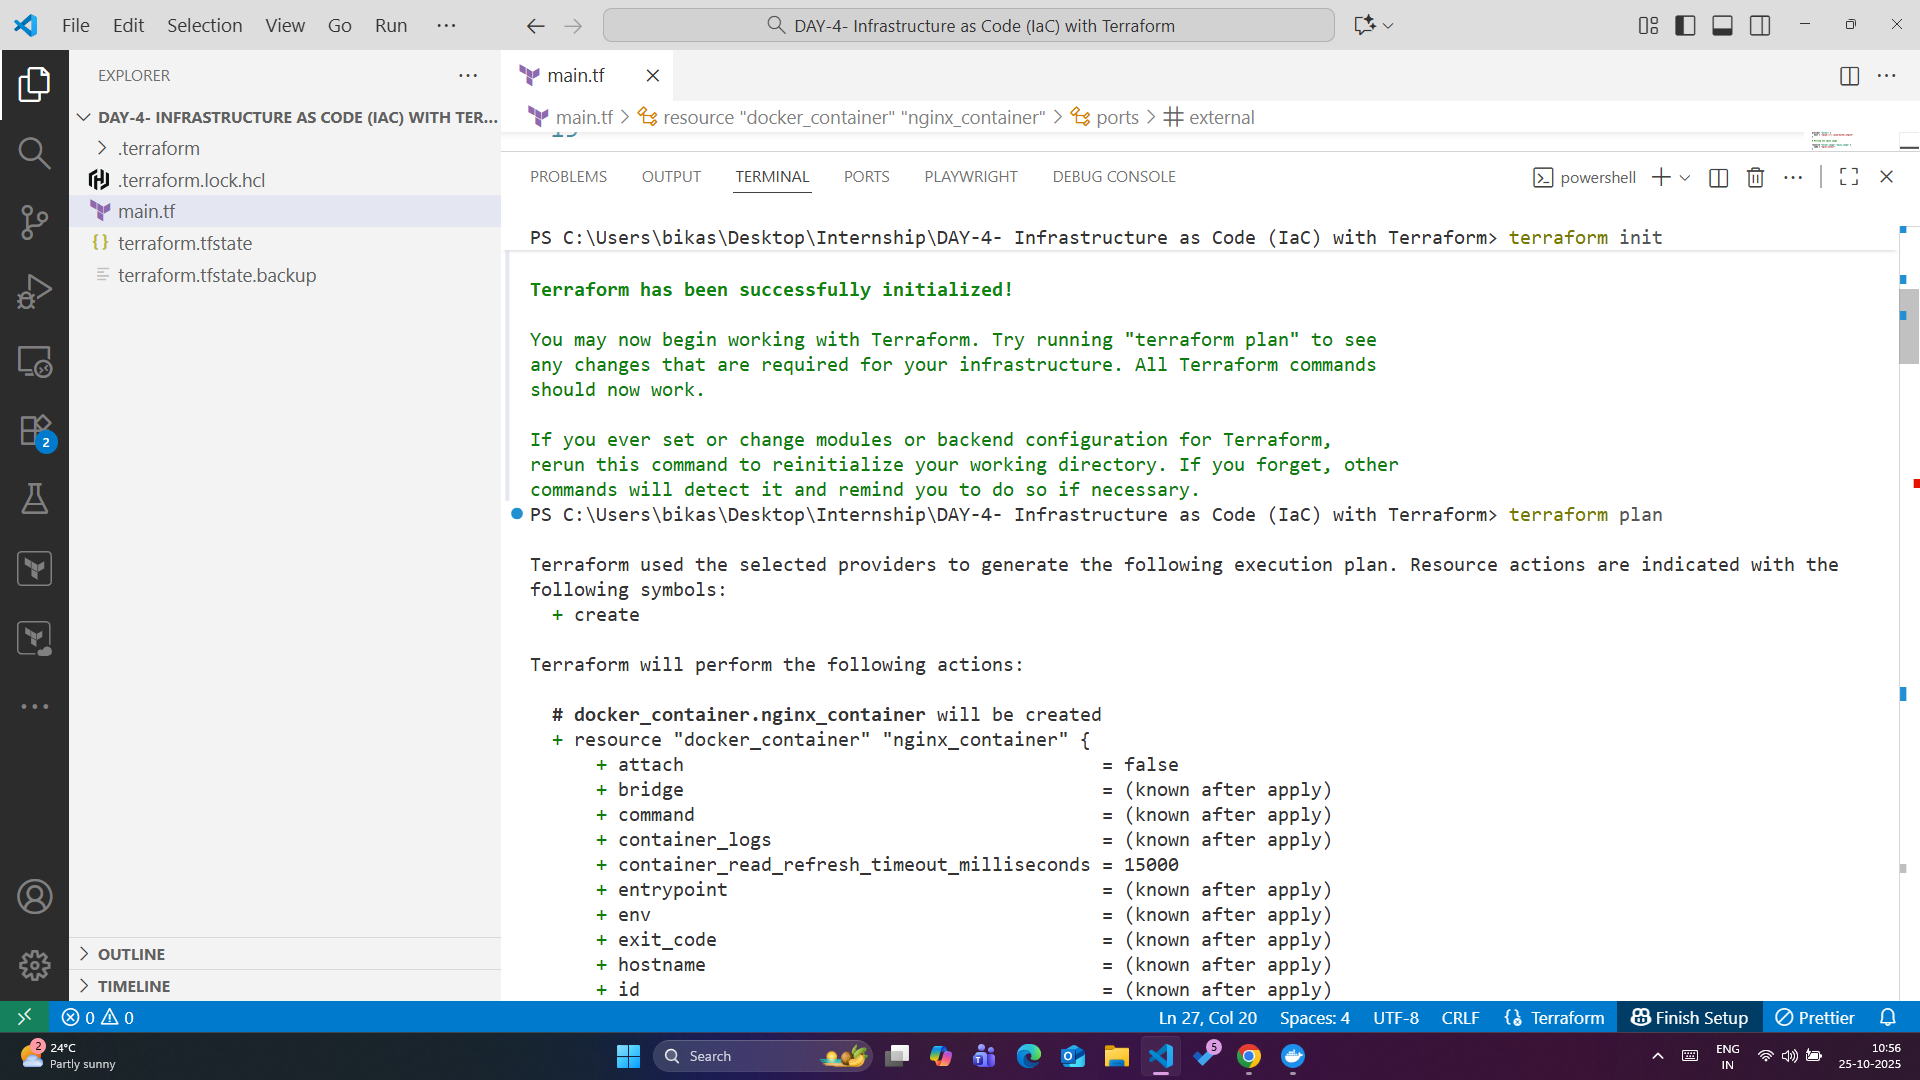 File Edit Selection View Go Run ···
DAY-4- Infrastructure as Code (IaC) with Terraform
EXPLORER
DAY-4- INFRASTRUCTURE AS CODE (IAC) WITH TER...
.terraform
.terraform.lock.hcl
main.tf
terraform.tfstate
terraform.tfstate.backup
OUTLINE
TIMELINE
2
main.tf
main.tf > resource "docker_container" "nginx_container" > ports > external
PROBLEMS OUTPUT TERMINAL PORTS PLAYWRIGHT DEBUG CONSOLE
powershell
PS C:\Users\bikas\Desktop\Internship\DAY-4- Infrastructure as Code (IaC) with Terraform> terraform init
Terraform has been successfully initialized!
You may now begin working with Terraform. Try running "terraform plan" to see
any changes that are required for your infrastructure. All Terraform commands
should now work.
If you ever set or change modules or backend configuration for Terraform,
rerun this command to reinitialize your working directory. If you forget, other
commands will detect it and remind you to do so if necessary.
PS C:\Users\bikas\Desktop\Internship\DAY-4- Infrastructure as Code (IaC) with Terraform> terraform plan
Terraform used the selected providers to generate the following execution plan. Resource actions are indicated with the
following symbols:
+ create
Terraform will perform the following actions:
# docker_container.nginx_container will be created
+ resource "docker_container" "nginx_container" {
+ attach = false
+ bridge = (known after apply)
+ command = (known after apply)
+ container_logs = (known after apply)
+ container_read_refresh_timeout_milliseconds = 15000
+ entrypoint = (known after apply)
+ env = (known after apply)
+ exit_code = (known after apply)
+ hostname = (known after apply)
+ id = (known after apply)
0 0
Ln 27, Col 20 Spaces: 4 UTF-8 CRLF Terraform Finish Setup Prettier
2
24°C
Partly sunny
Search
5
ENG
IN
10:56
25-10-2025